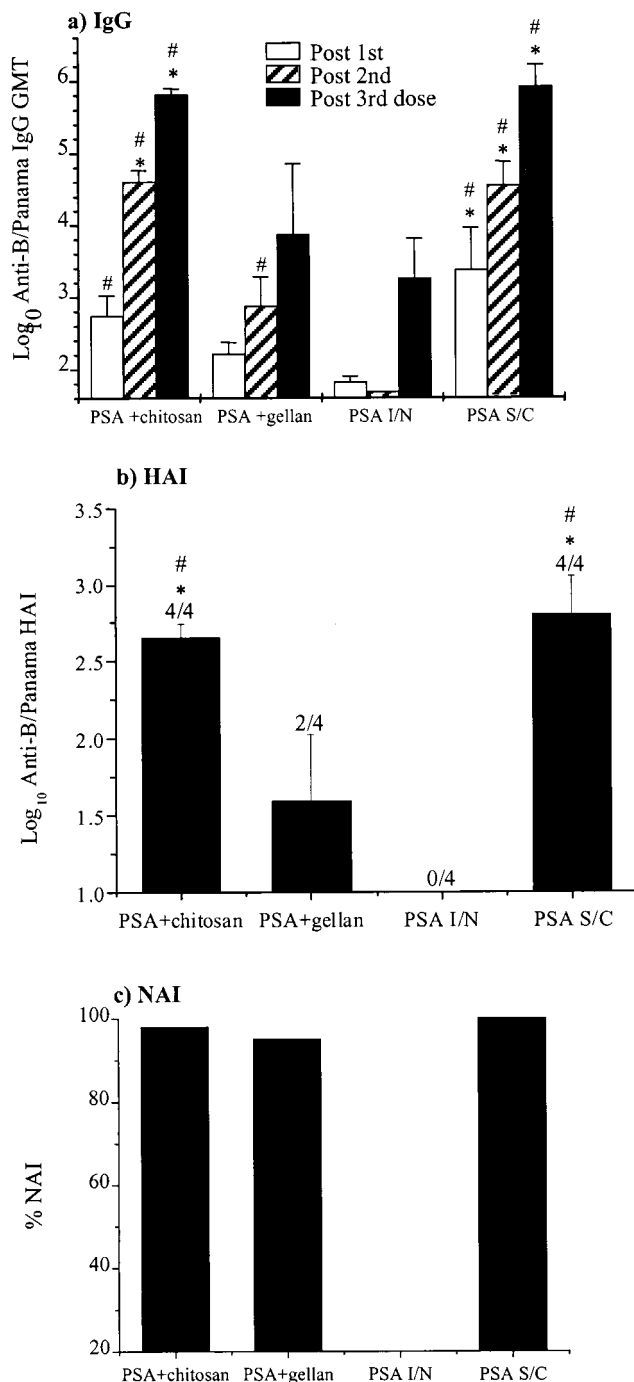 a) IgG
Post 1st
Post 2nd
Post 3rd dose
Log10 Anti-B/Panama IgG GMT
6
5
4
3
2
# # * # * # # * # * # *
PSA +chitosan PSA +gellan PSA I/N PSA S/C
b) HAI
Log10 Anti-B/Panama HAI
3.5
3.0
2.5
2.0
1.5
1.0
# * 4/4
2/4
0/4
# * 4/4
PSA+chitosan PSA+gellan PSA I/N PSA S/C
c) NAI
% NAI
100
80
60
40
20
PSA+chitosan PSA+gellan PSA I/N PSA S/C